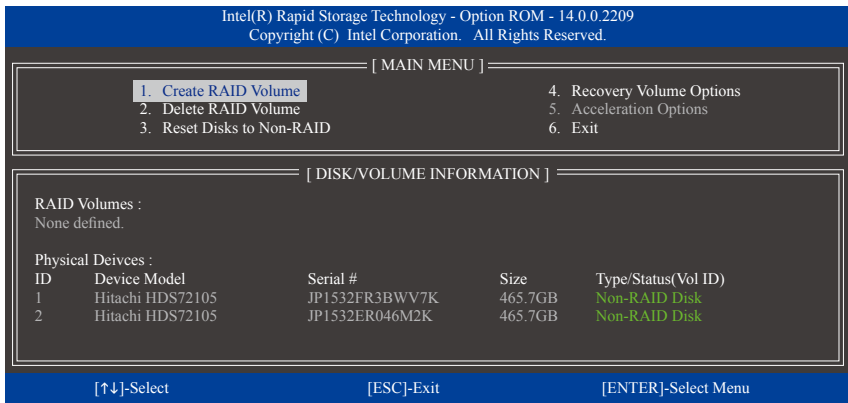 Intel(R) Rapid Storage Technology - Option ROM - 14.0.0.2209
Copyright (C) Intel Corporation. All Rights Reserved.
[ MAIN MENU ]
1. Create RAID Volume
2. Delete RAID Volume
3. Reset Disks to Non-RAID
4. Recovery Volume Options
5. Acceleration Options
6. Exit
[ DISK/VOLUME INFORMATION ]
RAID Volumes :
None defined.
Physical Deivces :
ID Device Model Serial # Size Type/Status(Vol ID)
1 Hitachi HDS72105 JP1532FR3BWV7K 465.7GB Non-RAID Disk
2 Hitachi HDS72105 JP1532ER046M2K 465.7GB Non-RAID Disk
[↑↓]-Select [ESC]-Exit [ENTER]-Select Menu